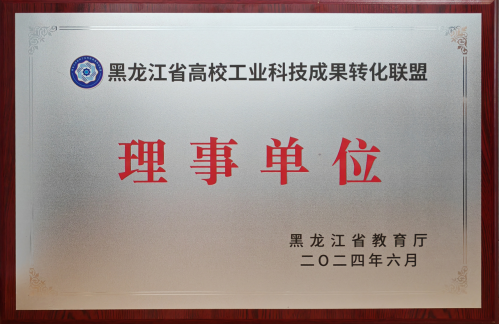 黑龙江省高校工业科技成果转化联盟
理事单位
黑龙江省教育厅
二〇二四年六月